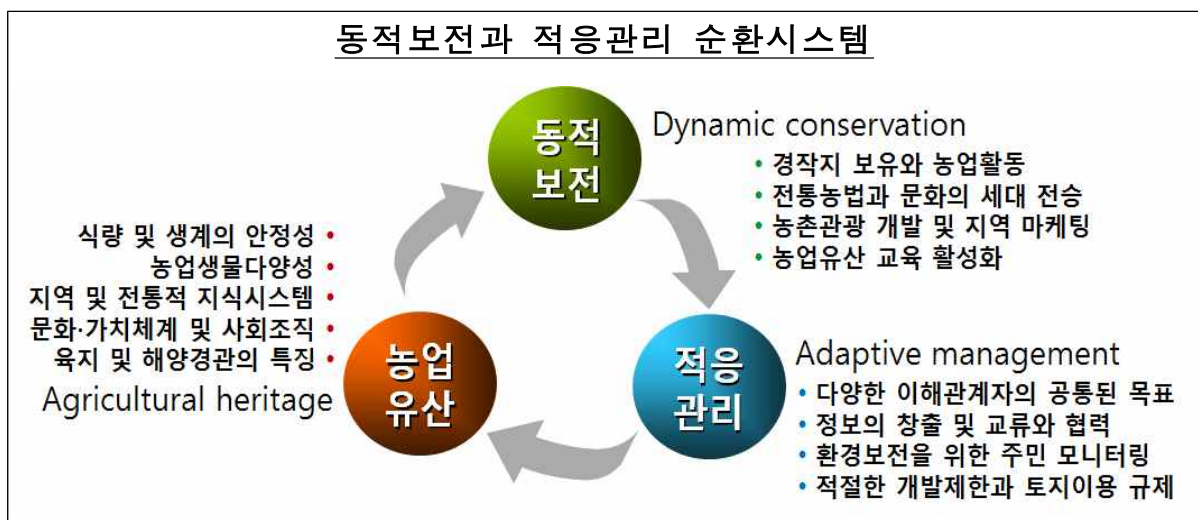 동적보전과 적응관리 순환시스템
동적
보전
Dynamic conservation
• 경작지 보유와 농업활동
• 전통농법과 문화의 세대 전승
• 농촌관광 개발 및 지역 마케팅
• 농업유산 교육 활성화
적응
관리
Adaptive management
• 다양한 이해관계자의 공통된 목표
• 정보의 창출 및 교류와 협력
• 환경보전을 위한 주민 모니터링
• 적절한 개발제한과 토지이용 규제
농업
유산
식량 및 생계의 안정성 •
농업생물다양성 •
지역 및 전통적 지식시스템 •
문화·가치체계 및 사회조직 •
육지 및 해양경관의 특징 •
Agricultural heritage